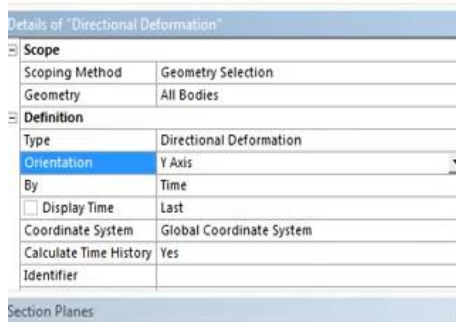 Details of "Directional Deformation"
Scope
Scoping Method Geometry Selection
Geometry All Bodies
Definition
Type Directional Deformation
Orientation Y Axis
By Time
Display Time Last
Coordinate System Global Coordinate System
Calculate Time History Yes
Identifier
Section Planes